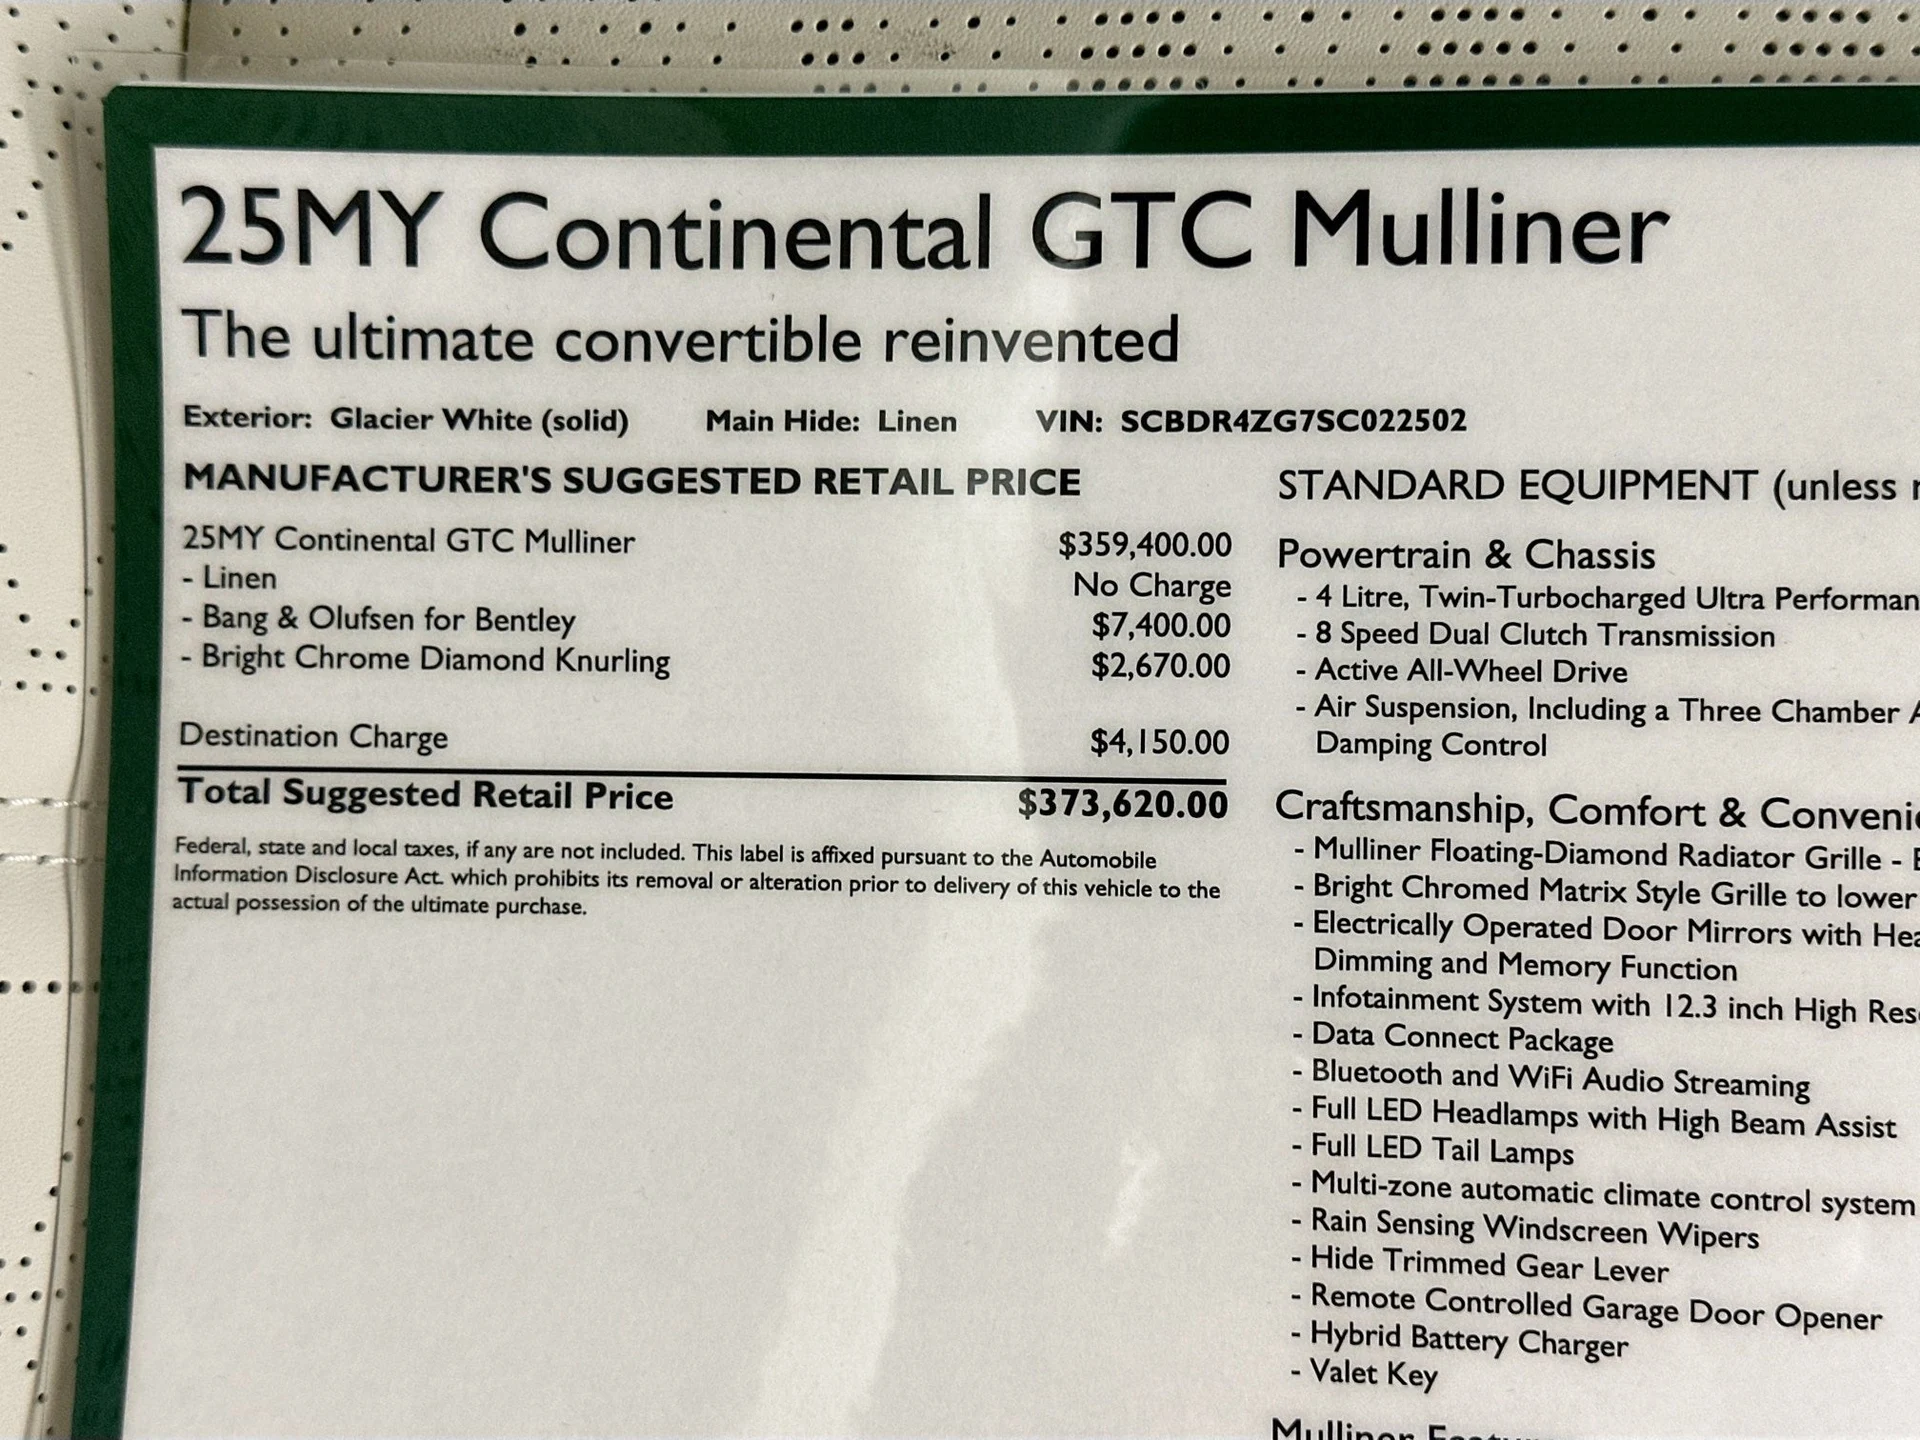 25MY Continental GTC Mulliner
The ultimate convertible reinvented
Exterior: Glacier White (solid) Main Hide: Linen VIN: SCBDR4ZG7SC022502
MANUFACTURER'S SUGGESTED RETAIL PRICE
25MY Continental GTC Mulliner $359,400.00
- Linen No Charge
- Bang & Olufsen for Bentley $7,400.00
- Bright Chrome Diamond Knurling $2,670.00
Destination Charge $4,150.00
Total Suggested Retail Price $373,620.00
Federal, state and local taxes, if any are not included. This label is affixed pursuant to the Automobile
Information Disclosure Act. which prohibits its removal or alteration prior to delivery of this vehicle to the
actual possession of the ultimate purchase.
STANDARD EQUIPMENT (unless
Powertrain & Chassis
- 4 Litre, Twin-Turbocharged Ultra
- 8 Speed Dual Clutch Transmission
- Active All-Wheel Drive
- Air Suspension, Including a Three Chamber
Damping Control
Craftsmanship, Comfort &
- Mulliner Floating-Diamond Radiator Grille -
- Bright Chromed Matrix Style Grille to lower
- Electrically Operated Door Mirrors with
Dimming and Memory Function
- Infotainment System with 12.3 inch High
- Data Connect Package
- Bluetooth and WiFi Audio Streaming
- Full LED Headlamps with High Beam Assist
- Full LED Tail Lamps
- Multi-zone automatic climate control system
- Rain Sensing Windscreen Wipers
- Hide Trimmed Gear Lever
- Remote Controlled Garage Door Opener
- Hybrid Battery Charger
- Valet Key
Mulliner